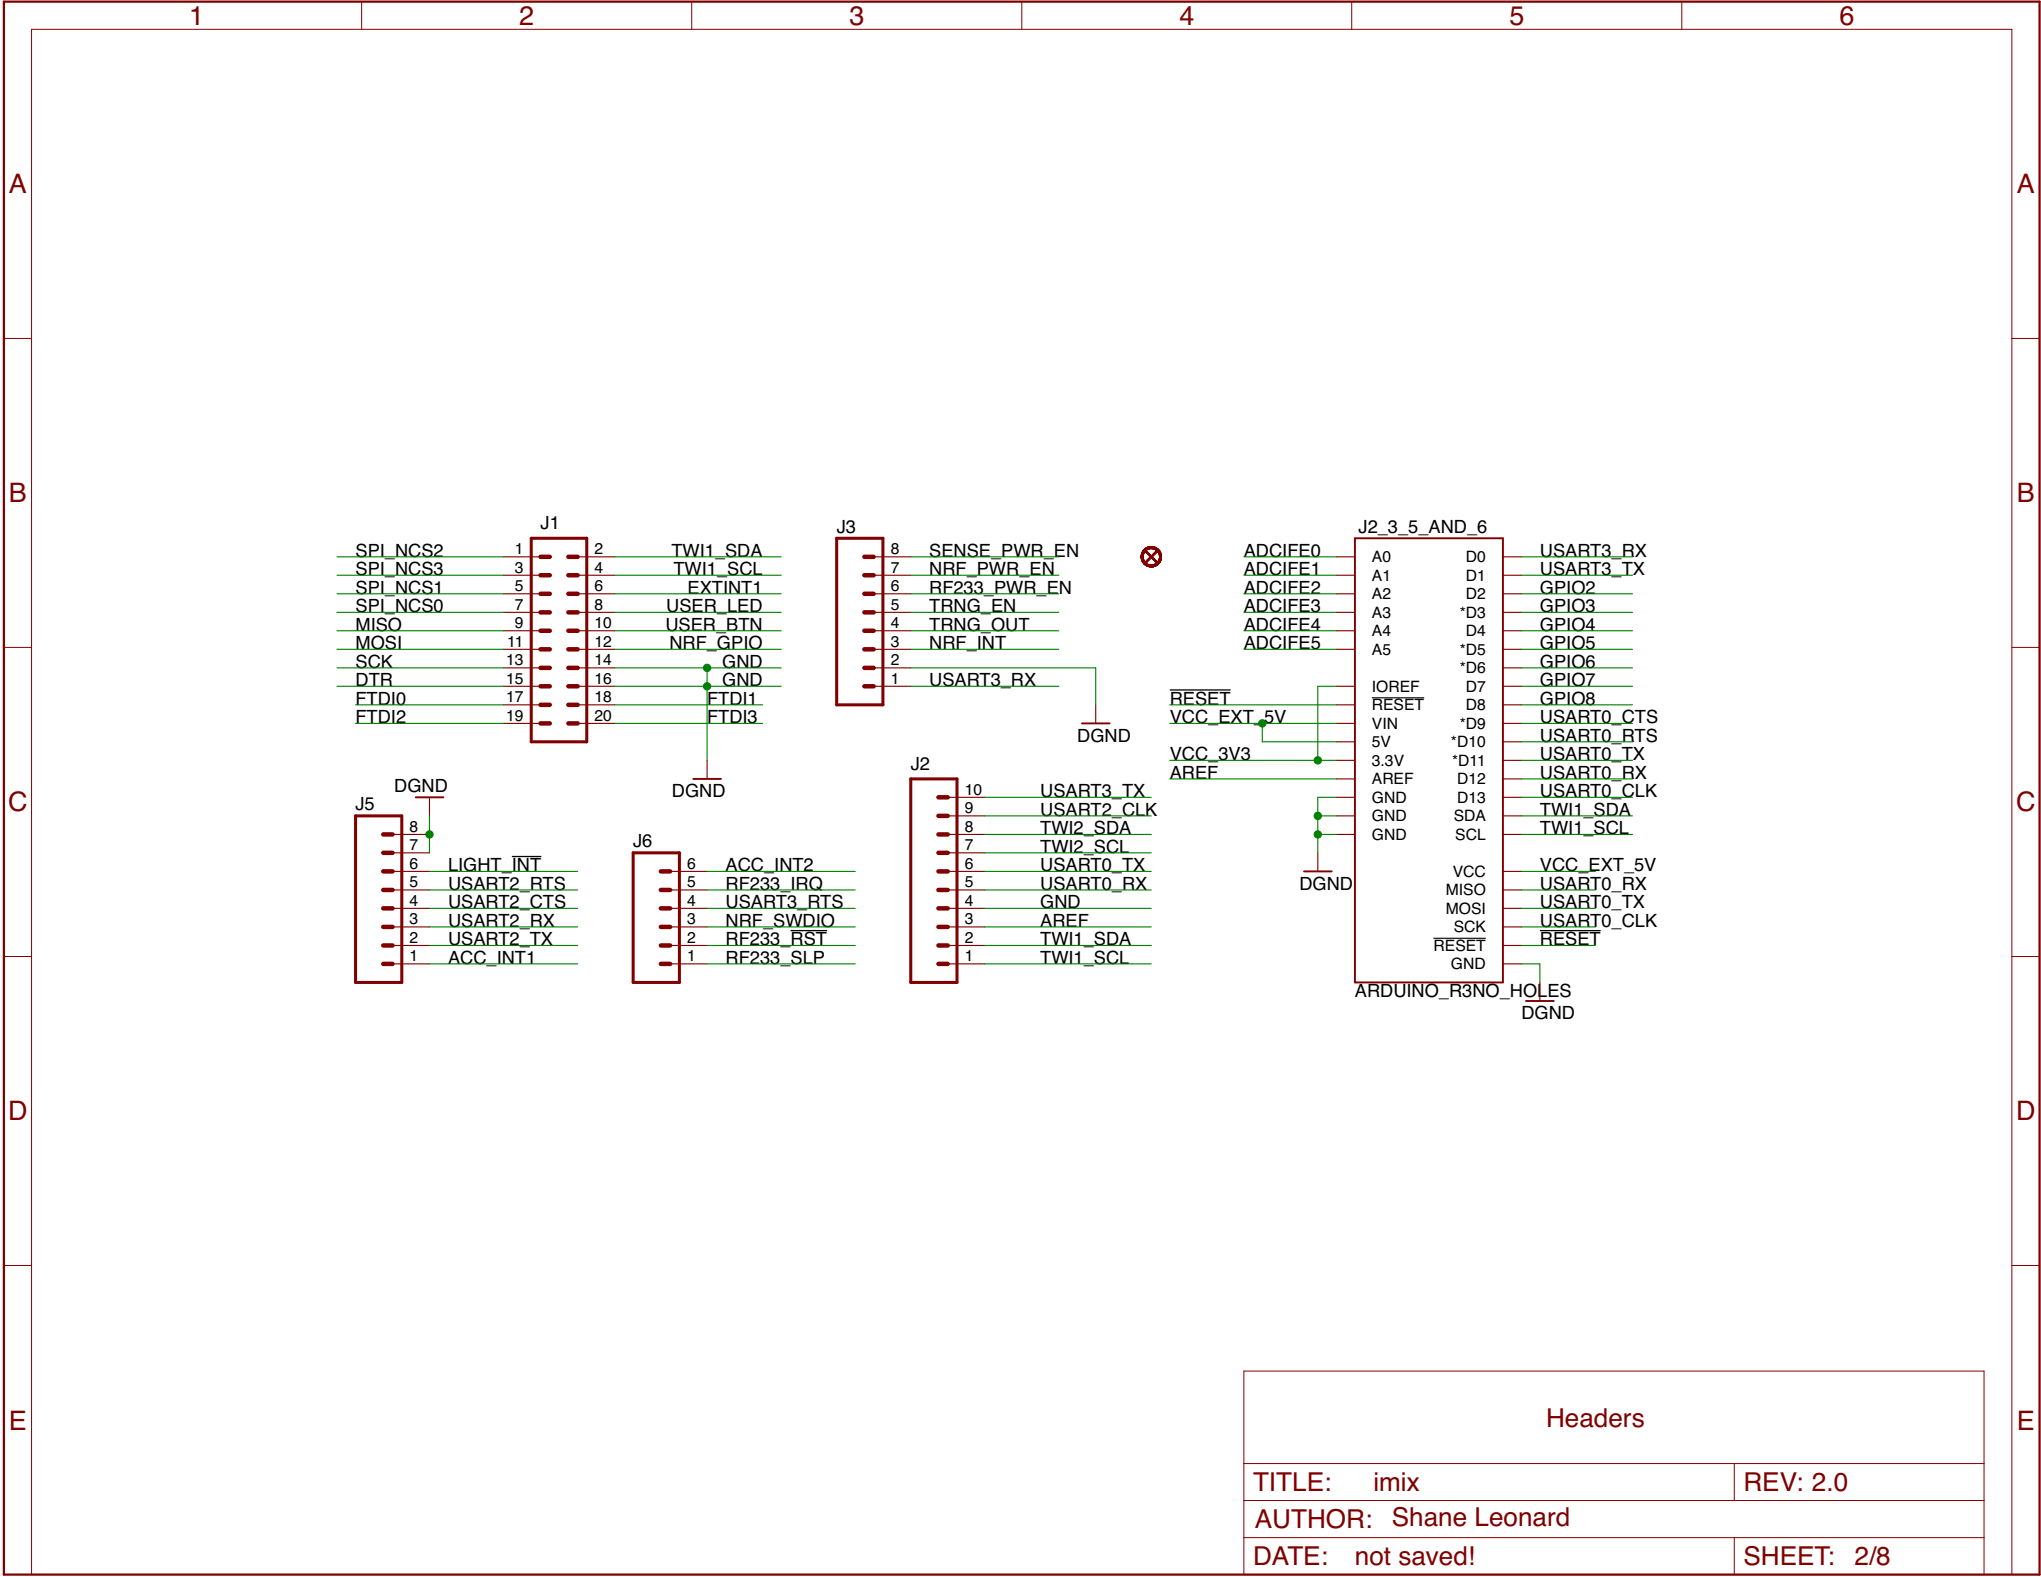 1 2 3 4 5 6
A A
B B
C C
D D
E E
J1
SPI_NCS2 1 2 TWI1_SDA
SPI_NCS3 3 4 TWI1_SCL
SPI_NCS1 5 6 EXTINT1
SPI_NCS0 7 8 USER_LED
MISO 9 10 USER_BTN
MOSI 11 12 NRF_GPIO
SCK 13 14 GND
DTR 15 16 GND
FTDI0 17 18 FTDI1
FTDI2 19 20 FTDI3
DGND
J3
8 SENSE_PWR_EN
7 NRF_PWR_EN
6 RF233_PWR_EN
5 TRNG_EN
4 TRNG_OUT
3 NRF_INT
2
1 USART3_RX
DGND
J2_3_5_AND_6
ADCIFE0 A0 D0 USART3_RX
ADCIFE1 A1 D1 USART3_TX
ADCIFE2 A2 D2 GPIO2
ADCIFE3 A3 *D3 GPIO3
ADCIFE4 A4 D4 GPIO4
ADCIFE5 A5 *D5 GPIO5
*D6 GPIO6
IOREF D7 GPIO7
RESET RESET D8 GPIO8
VCC_EXT_5V VIN *D9 USART0_CTS
5V *D10 USART0_RTS
VCC_3V3 3.3V *D11 USART0_TX
AREF AREF D12 USART0_RX
GND D13 USART0_CLK
GND SDA TWI1_SDA
GND SCL TWI1_SCL
DGND
VCC VCC_EXT_5V
MISO USART0_RX
MOSI USART0_TX
SCK USART0_CLK
RESET RESET
GND
ARDUINO_R3NO_HOLES
DGND
DGND
J5
8
7
6 LIGHT_INT
5 USART2_RTS
4 USART2_CTS
3 USART2_RX
2 USART2_TX
1 ACC_INT1
J6
6 ACC_INT2
5 RF233_IRQ
4 USART3_RTS
3 NRF_SWDIO
2 RF233_RST
1 RF233_SLP
J2
10 USART3_TX
9 USART2_CLK
8 TWI2_SDA
7 TWI2_SCL
6 USART0_TX
5 USART0_RX
4 GND
3 AREF
2 TWI1_SDA
1 TWI1_SCL
Headers
TITLE: imix REV: 2.0
AUTHOR: Shane Leonard
DATE: not saved! SHEET: 2/8